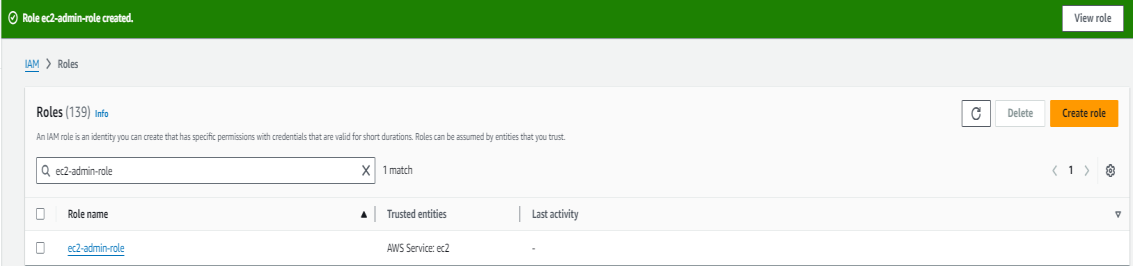 Role ec2-admin-role created.
View role
IAM > Roles
Roles (139) Info
Delete
Create role
An IAM role is an identity you can create that has specific permissions with credentials that are valid for short durations. Roles can be assumed by entities that you trust.
ec2-admin-role
1 match
1
Role name
Trusted entities
Last activity
ec2-admin-role
AWS Service: ec2
-